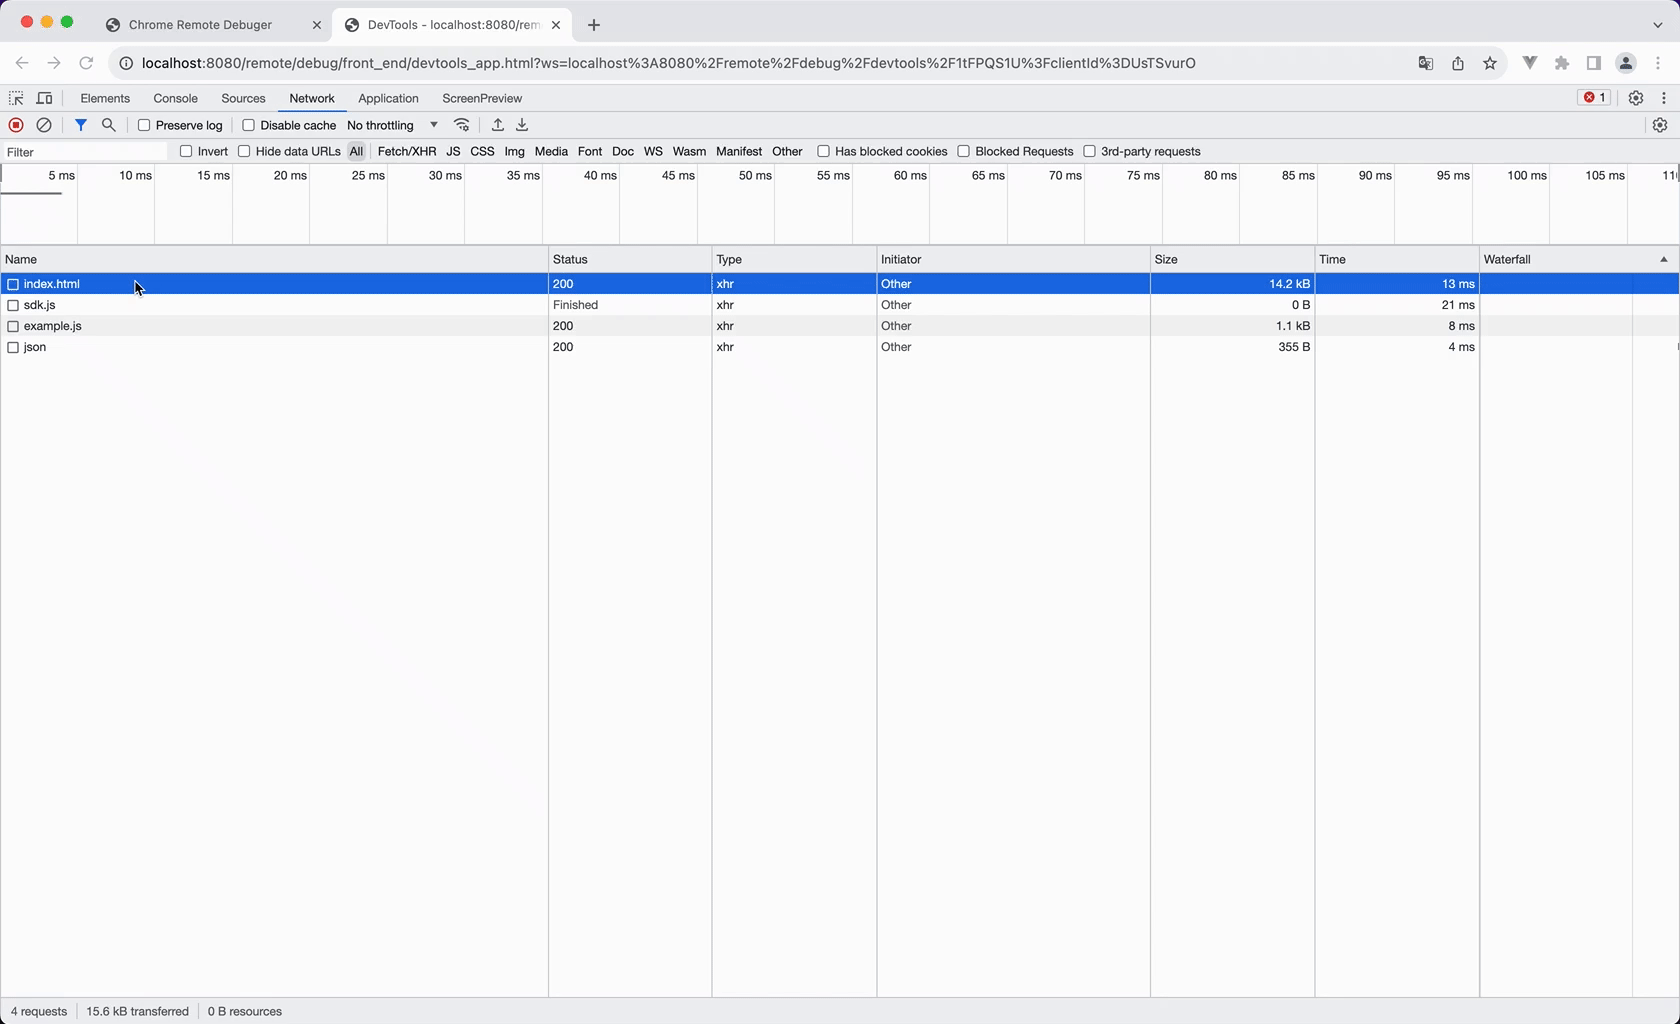 Chrome Remote Debuger
DevTools - localhost:8080/rem
localhost:8080/remote/debug/front_end/devtools_app.html?ws=localhost%3A8080%2Fremote%2Fdebug%2Fdevtools%2F1tFPQS1U%3FclientId%3DUsTSvurO
Elements Console Sources Network Application ScreenPreview 1
Preserve log Disable cache No throttling
Filter Invert Hide data URLs All Fetch/XHR JS CSS Img Media Font Doc WS Wasm Manifest Other Has blocked cookies Blocked Requests 3rd-party requests
5 ms 10 ms 15 ms 20 ms 25 ms 30 ms 35 ms 40 ms 45 ms 50 ms 55 ms 60 ms 65 ms 70 ms 75 ms 80 ms 85 ms 90 ms 95 ms 100 ms 105 ms
Name Status Type Initiator Size Time Waterfall
index.html 200 xhr Other 14.2 kB 13 ms
sdk.js Finished xhr Other 0 B 21 ms
example.js 200 xhr Other 1.1 kB 8 ms
json 200 xhr Other 355 B 4 ms
4 requests 15.6 kB transferred 0 B resources